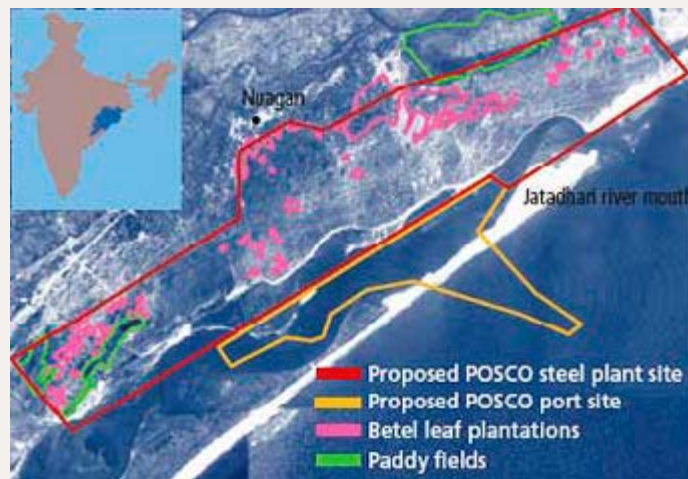 Nuagan
Jatadhari river mouth
Proposed POSCO steel plant site
Proposed POSCO port site
Betel leaf plantations
Paddy fields